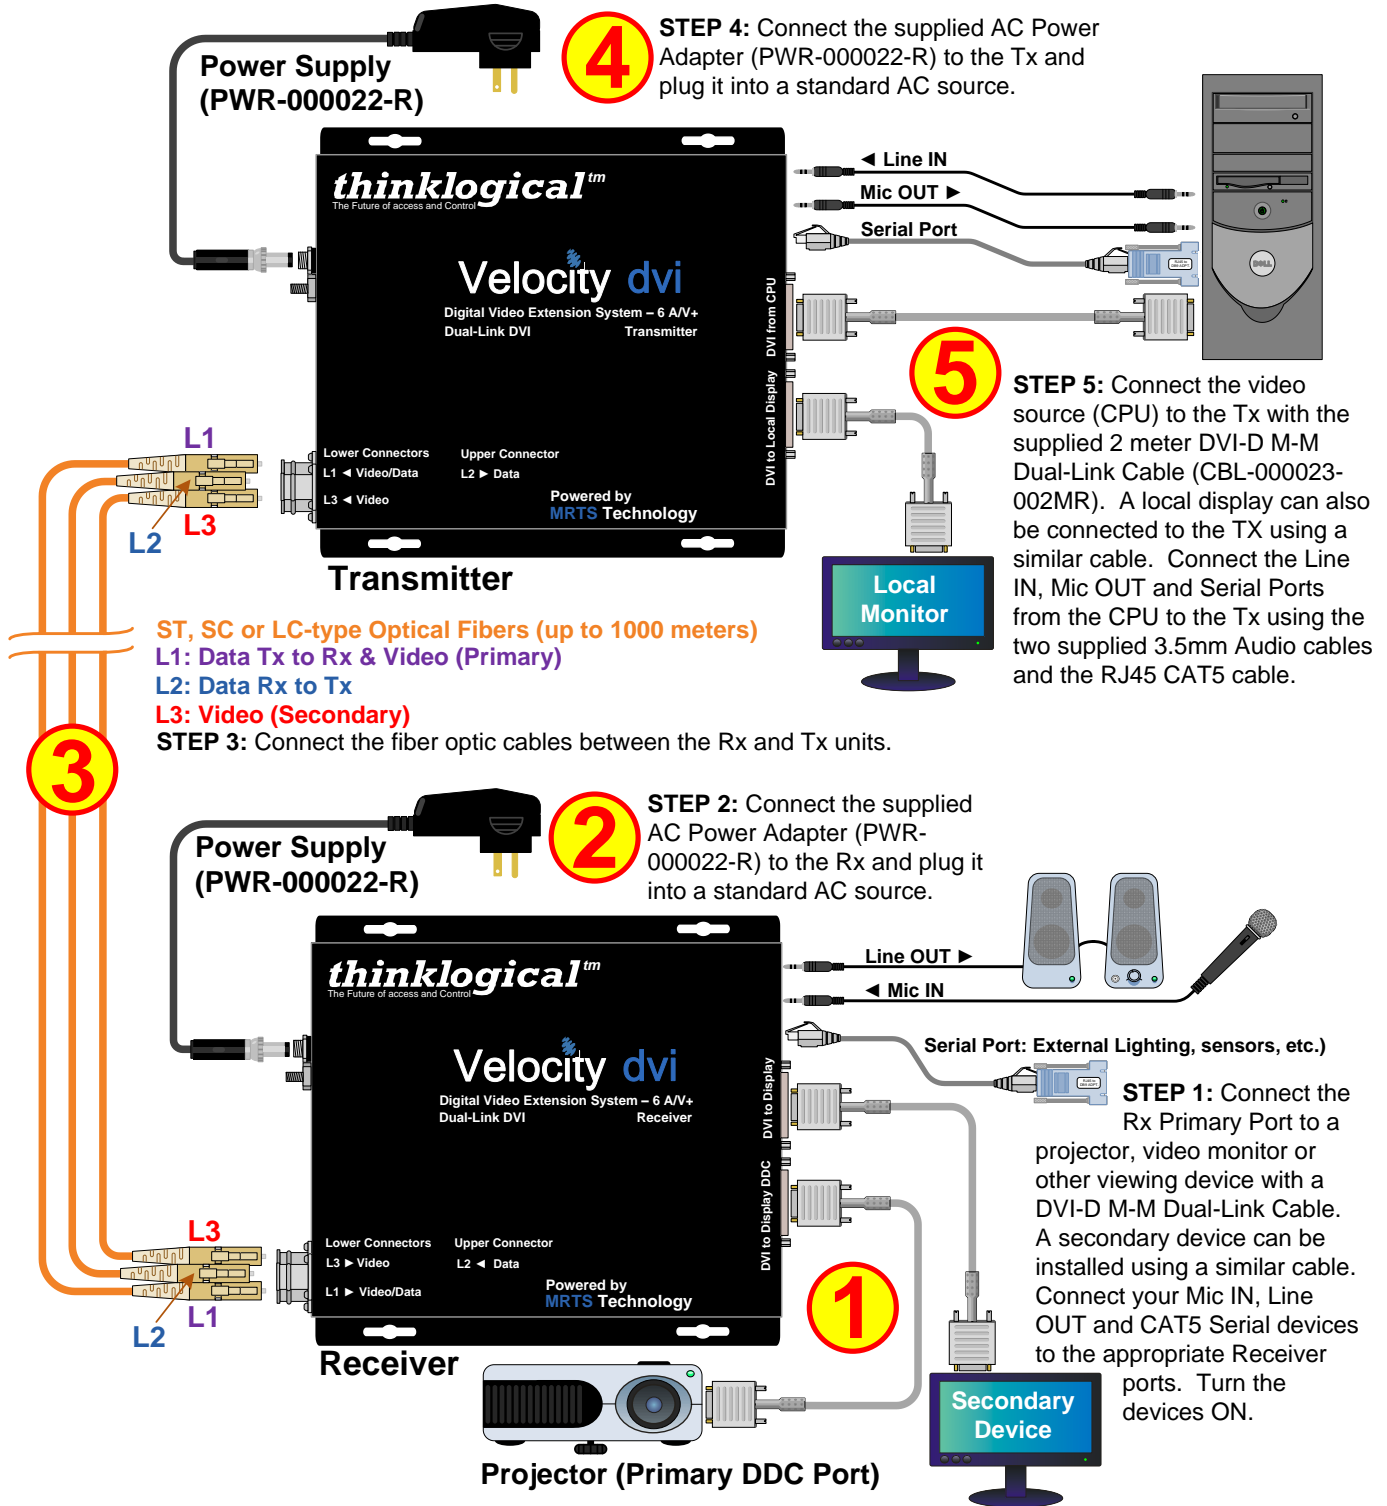 4
STEP 4: Connect the supplied AC Power
Adapter (PWR-000022-R) to the Tx and
plug it into a standard AC source.
Power Supply
(PWR-000022-R)
thinklogical tm
The Future of access and Control
Velocity dvi
Digital Video Extension System – 6 A/V+
Dual-Link DVI Transmitter
DVI from CPU
DVI to Local Display
Lower Connectors Upper Connector
L1 ◄ Video/Data L2 ► Data
L3 ◄ Video
Powered by
MRTS Technology
◄ Line IN
Mic OUT ►
Serial Port
DELL
5
STEP 5: Connect the video
source (CPU) to the Tx with the
supplied 2 meter DVI-D M-M
Dual-Link Cable (CBL-000023-
002MR). A local display can also
be connected to the TX using a
similar cable. Connect the Line
IN, Mic OUT and Serial Ports
from the CPU to the Tx using the
two supplied 3.5mm Audio cables
and the RJ45 CAT5 cable.
L1
L2
L3
Transmitter
Local
Monitor
ST, SC or LC-type Optical Fibers (up to 1000 meters)
L1: Data Tx to Rx & Video (Primary)
L2: Data Rx to Tx
L3: Video (Secondary)
STEP 3: Connect the fiber optic cables between the Rx and Tx units.
3
2
STEP 2: Connect the supplied
AC Power Adapter (PWR-
000022-R) to the Rx and plug it
into a standard AC source.
Power Supply
(PWR-000022-R)
thinklogical tm
The Future of access and Control
Velocity dvi
Digital Video Extension System – 6 A/V+
Dual-Link DVI Receiver
DVI to Display
DVI to Display DDC
Lower Connectors Upper Connector
L3 ► Video L2 ◄ Data
L1 ► Video/Data
Powered by
MRTS Technology
Line OUT ►
◄ Mic IN
Serial Port: External Lighting, sensors, etc.)
STEP 1: Connect the
Rx Primary Port to a
projector, video monitor or
other viewing device with a
DVI-D M-M Dual-Link Cable.
A secondary device can be
installed using a similar cable.
Connect your Mic IN, Line
OUT and CAT5 Serial devices
to the appropriate Receiver
ports. Turn the
devices ON.
1
L3
L2
L1
Receiver
Secondary
Device
Projector (Primary DDC Port)